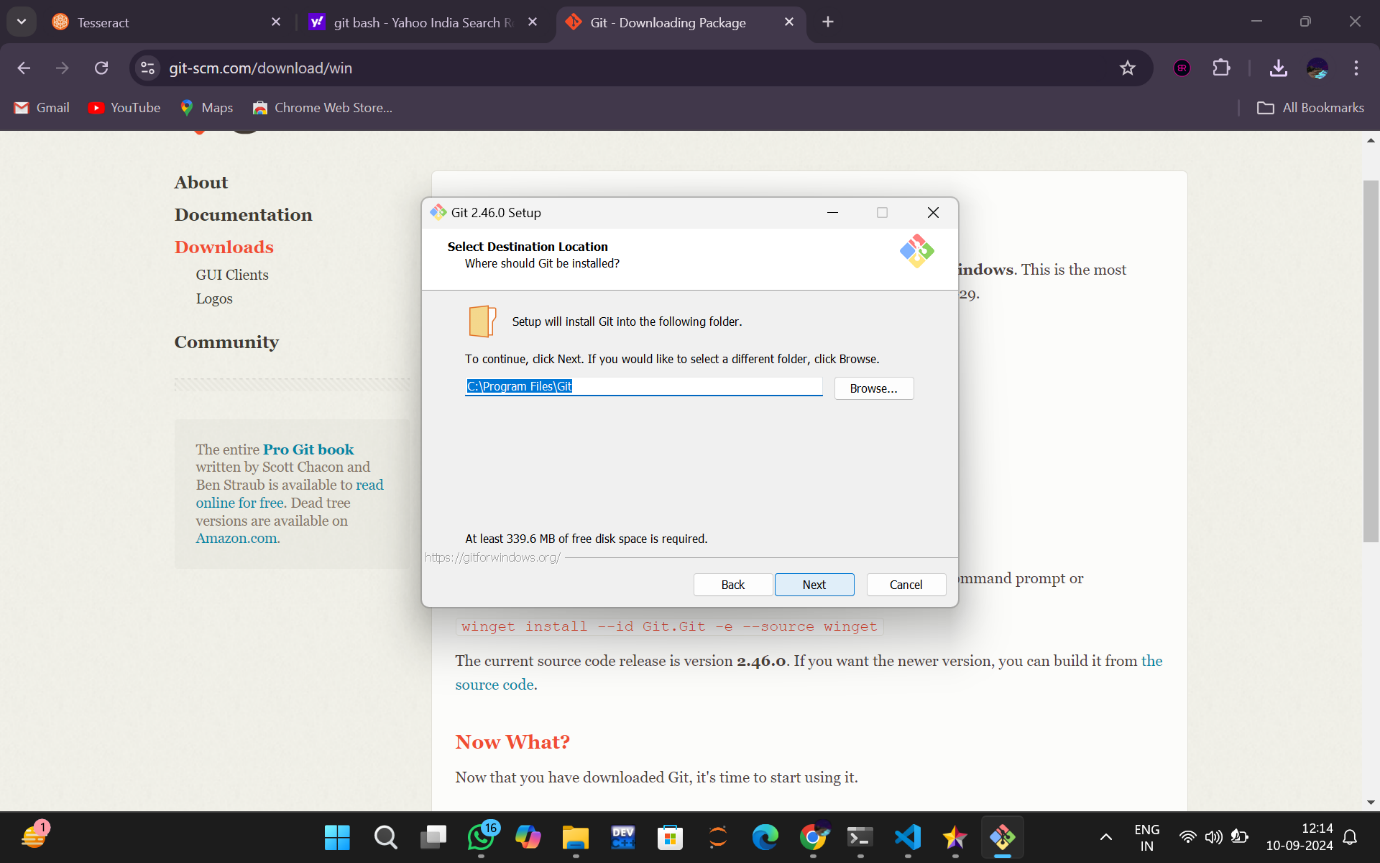 Tesseract
git bash - Yahoo India Search R
Git - Downloading Package
git-scm.com/download/win
Gmail
YouTube
Maps
Chrome Web Store...
All Bookmarks
About
Documentation
Downloads
GUI Clients
Logos
Community
The entire Pro Git book
written by Scott Chacon and
Ben Straub is available to read
online for free. Dead tree
versions are available on
Amazon.com.
indows. This is the most
29.
Git 2.46.0 Setup
Select Destination Location
Where should Git be installed?
Setup will install Git into the following folder.
To continue, click Next. If you would like to select a different folder, click Browse.
C:\Program Files\Git
Browse...
At least 339.6 MB of free disk space is required.
https://gitforwindows.org/
Back
Next
Cancel
mmand prompt or
winget install --id Git.Git -e --source winget
The current source code release is version 2.46.0. If you want the newer version, you can build it from the
source code.
Now What?
Now that you have downloaded Git, it's time to start using it.
1
16
DEV
ENG
IN
12:14
10-09-2024